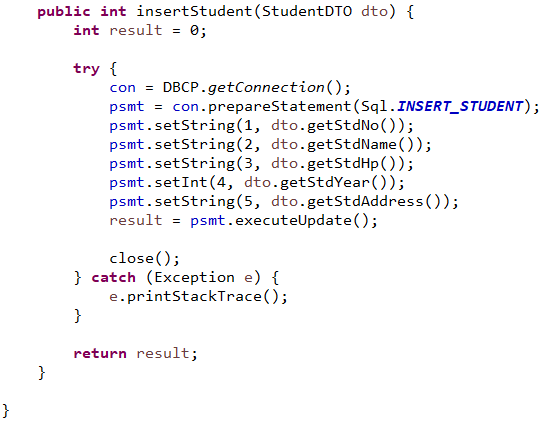 public int insertStudent(StudentDTO dto) {
int result = 0;
try {
con = DBCP.getConnection();
psmt = con.prepareStatement(Sql.INSERT_STUDENT);
psmt.setString(1, dto.getStdNo());
psmt.setString(2, dto.getStdName());
psmt.setString(3, dto.getStdHp());
psmt.setInt(4, dto.getStdYear());
psmt.setString(5, dto.getStdAddress());
result = psmt.executeUpdate();
close();
} catch (Exception e) {
e.printStackTrace();
}
return result;
}
}